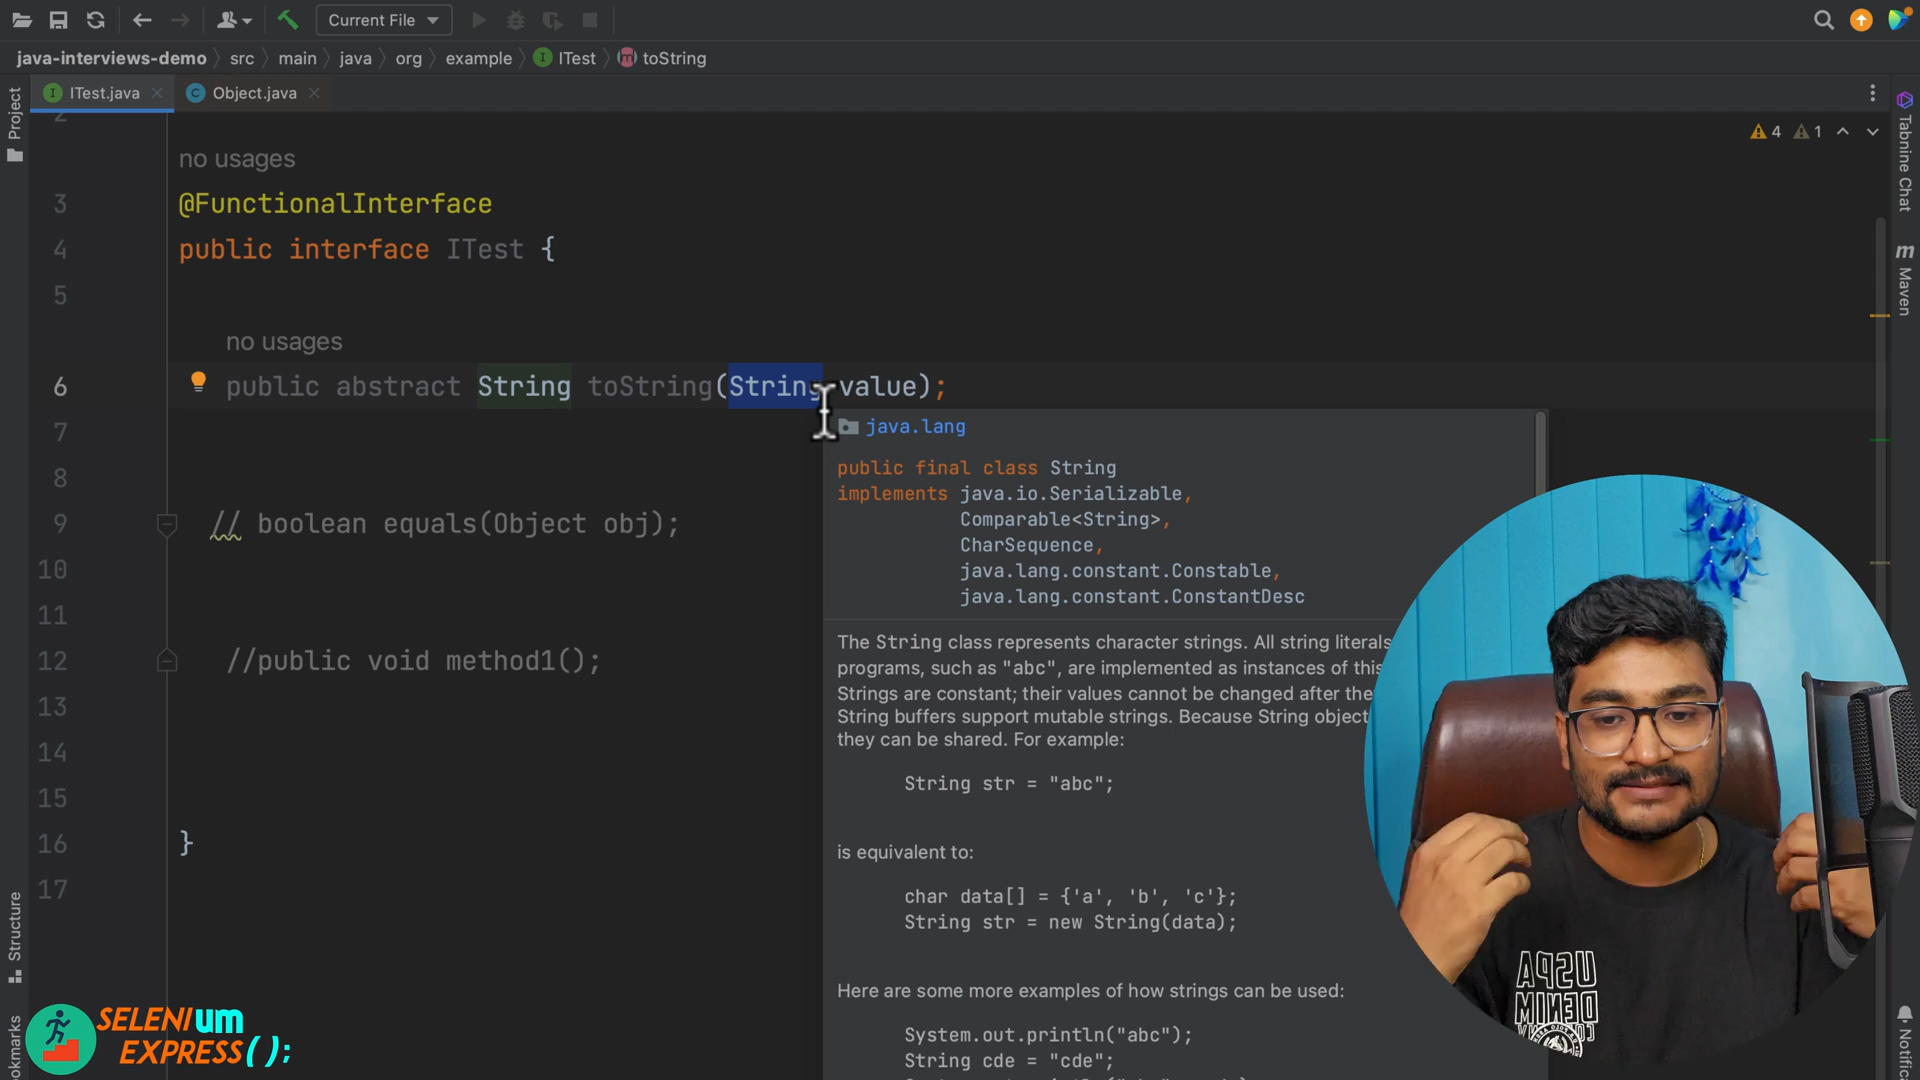 Current File
java-interviews-demo > src > main > java > org > example > ITest > toString
ITest.java
Object.java
Project
4
1
2
no usages
3 @FunctionalInterface
4 public interface ITest {
5
no usages
6 public abstract String toString(String value);
7
8
9 // boolean equals(Object obj);
10
11
12 //public void method1();
13
14
15
16 }
17
java.lang
public final class String
implements java.io.Serializable,
Comparable<String>,
CharSequence,
java.lang.constant.Constable,
java.lang.constant.ConstantDesc
The String class represents character strings. All string literals
programs, such as "abc", are implemented as instances of this
Strings are constant; their values cannot be changed after the
String buffers support mutable strings. Because String object
they can be shared. For example:
String str = "abc";
is equivalent to:
char data[] = {'a', 'b', 'c'};
String str = new String(data);
Here are some more examples of how strings can be used:
System.out.println("abc");
String cde = "cde";
Tabnine Chat
m
Maven
Notific
Structure
ookmarks
SELENIum
EXPRESS();
USPA
DENIM